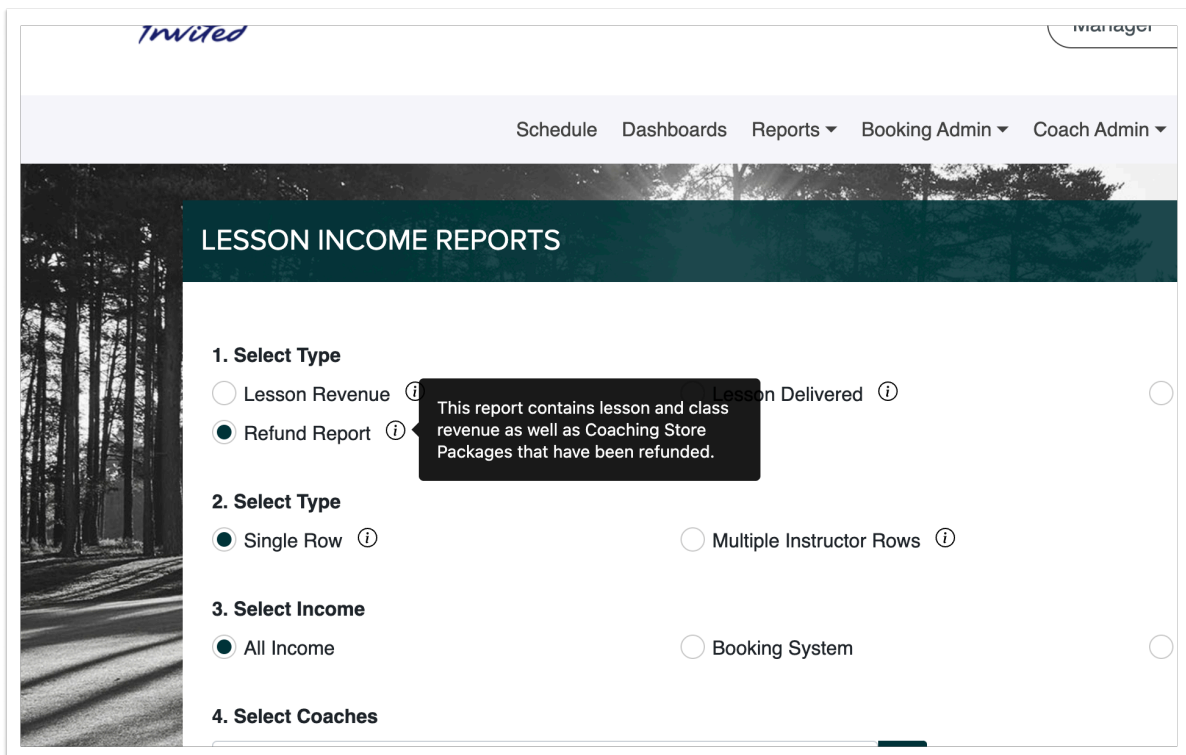 Invited
Manager
Schedule Dashboards Reports Booking Admin Coach Admin
LESSON INCOME REPORTS
1. Select Type
Lesson Revenue Lesson Delivered
Refund Report
This report contains lesson and class
revenue as well as Coaching Store
Packages that have been refunded.
2. Select Type
Single Row Multiple Instructor Rows
3. Select Income
All Income Booking System
4. Select Coaches